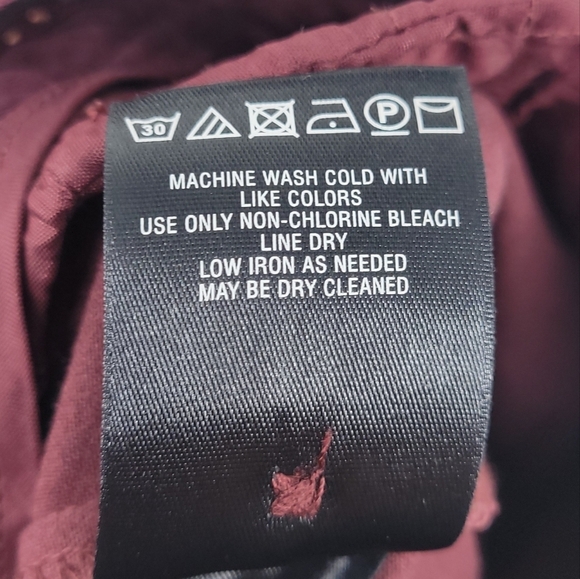 30 P
MACHINE WASH COLD WITH
LIKE COLORS
USE ONLY NON-CHLORINE BLEACH
LINE DRY
LOW IRON AS NEEDED
MAY BE DRY CLEANED